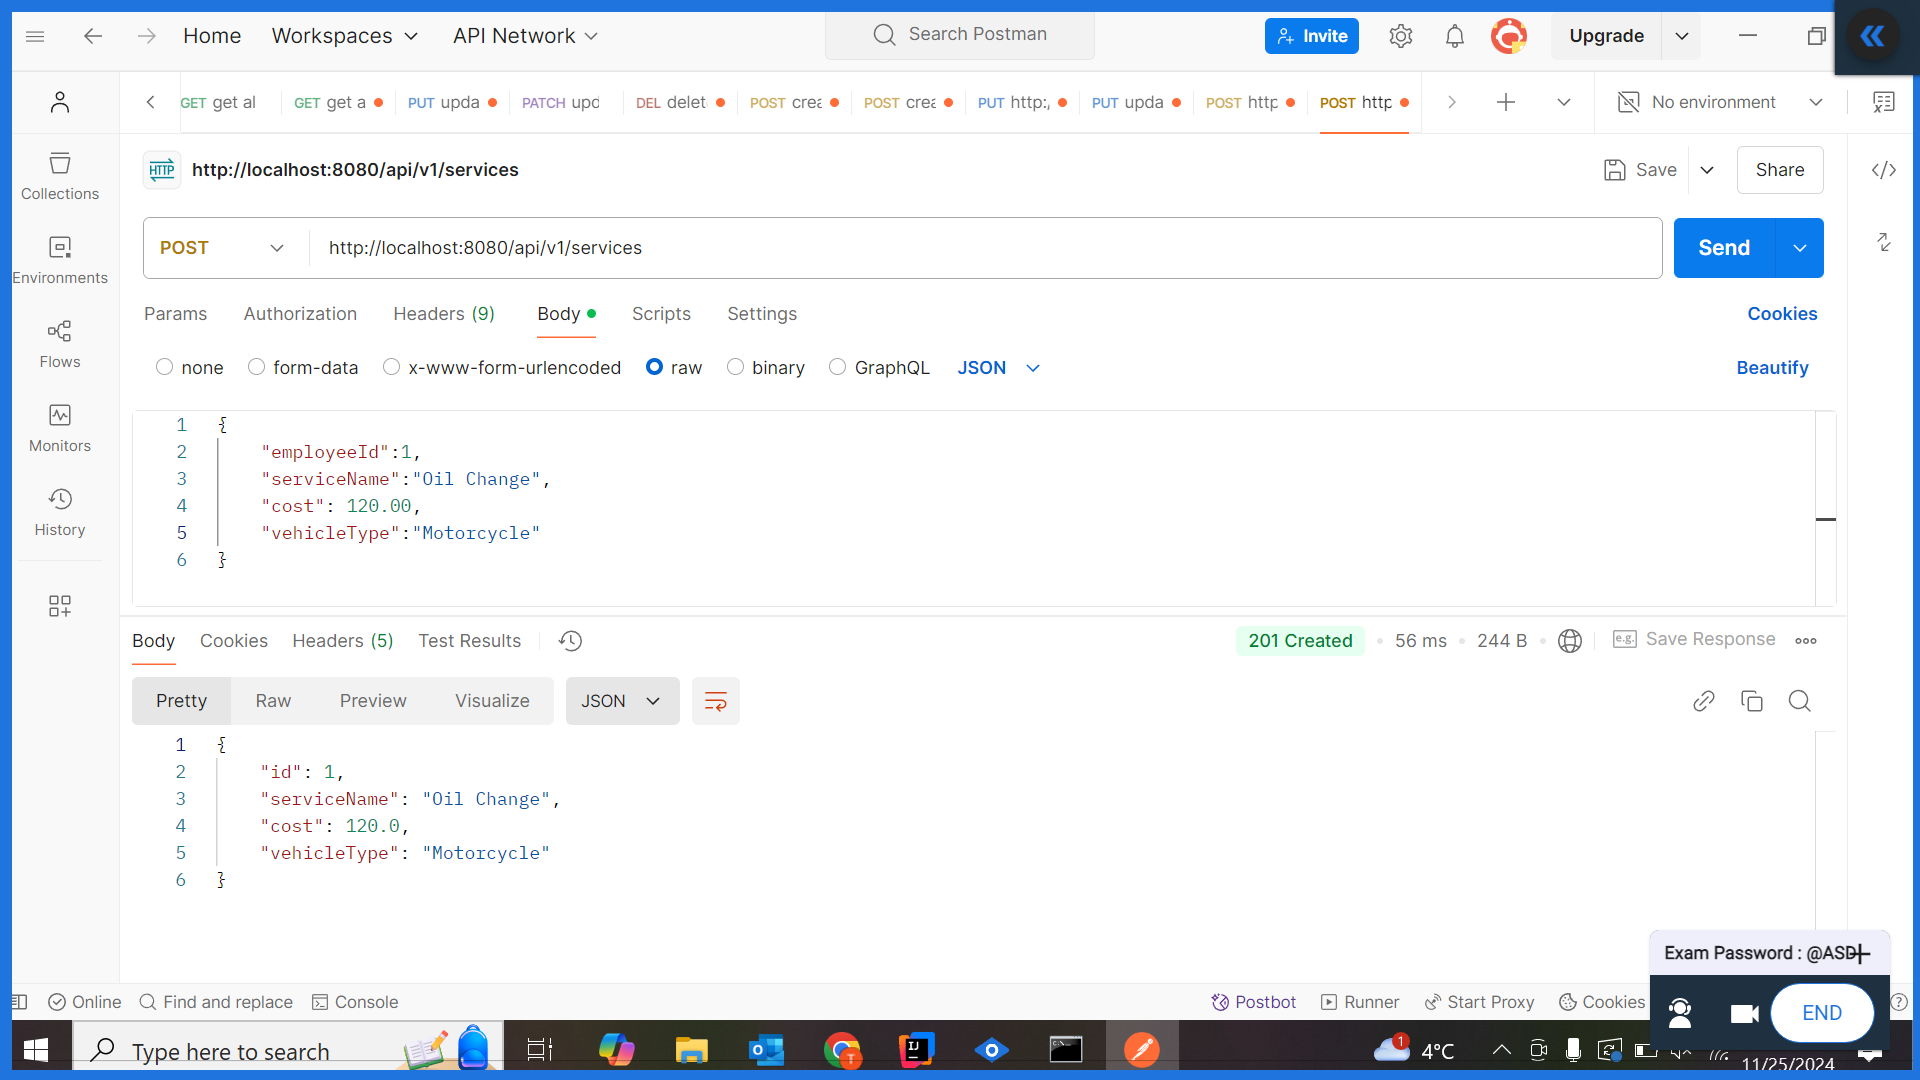 Home Workspaces API Network Search Postman Invite Upgrade
GET get al GET get a PUT upda PATCH upd DEL delet POST crea POST crea PUT http:/ PUT upda POST http POST http No environment
HTTP http://localhost:8080/api/v1/services Save Share
POST http://localhost:8080/api/v1/services Send
Params Authorization Headers (9) Body Scripts Settings Cookies
none form-data x-www-form-urlencoded raw binary GraphQL JSON Beautify
1 {
2 "employeeId":1,
3 "serviceName":"Oil Change",
4 "cost": 120.00,
5 "vehicleType":"Motorcycle"
6 }
Collections
Environments
Flows
Monitors
History
Body Cookies Headers (5) Test Results 201 Created 56 ms 244 B e.g. Save Response
Pretty Raw Preview Visualize JSON
1 {
2 "id": 1,
3 "serviceName": "Oil Change",
4 "cost": 120.0,
5 "vehicleType": "Motorcycle"
6 }
Exam Password : @ASD
END
Online Find and replace Console Postbot Runner Start Proxy Cookies
Type here to search 1 4°C
11/25/2024